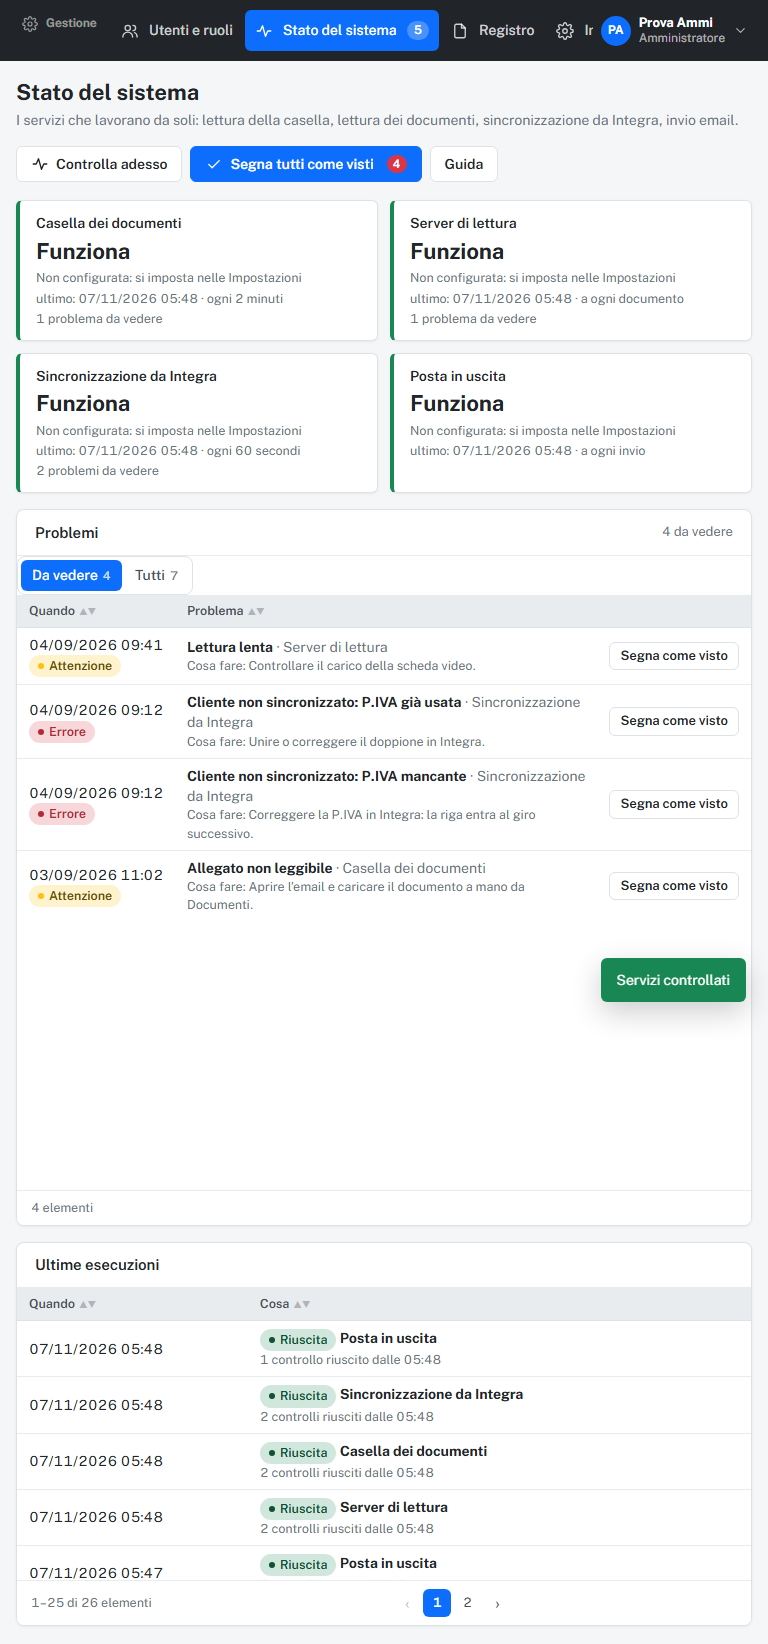 Gestione
Utenti e ruoli
Stato del sistema 5
Registro
PA
Prova Ammi
Amministratore
Stato del sistema
I servizi che lavorano da soli: lettura della casella, lettura dei documenti, sincronizzazione da Integra, invio email.
Controlla adesso
Segna tutti come visti 4
Guida
Casella dei documenti
Funziona
Non configurata: si imposta nelle Impostazioni
ultimo: 07/11/2026 05:48 · ogni 2 minuti
1 problema da vedere
Server di lettura
Funziona
Non configurata: si imposta nelle Impostazioni
ultimo: 07/11/2026 05:48 · a ogni documento
1 problema da vedere
Sincronizzazione da Integra
Funziona
Non configurata: si imposta nelle Impostazioni
ultimo: 07/11/2026 05:48 · ogni 60 secondi
2 problemi da vedere
Posta in uscita
Funziona
Non configurata: si imposta nelle Impostazioni
ultimo: 07/11/2026 05:48 · a ogni invio
Problemi
4 da vedere
Da vedere 4
Tutti 7
Quando ▲▼
Problema ▲▼
04/09/2026 09:41
Attenzione
Lettura lenta · Server di lettura
Cosa fare: Controllare il carico della scheda video.
Segna come visto
04/09/2026 09:12
Errore
Cliente non sincronizzato: P.IVA già usata · Sincronizzazione
da Integra
Cosa fare: Unire o correggere il doppione in Integra.
Segna come visto
04/09/2026 09:12
Errore
Cliente non sincronizzato: P.IVA mancante · Sincronizzazione
da Integra
Cosa fare: Correggere la P.IVA in Integra: la riga entra al giro
successivo.
Segna come visto
03/09/2026 11:02
Attenzione
Allegato non leggibile · Casella dei documenti
Cosa fare: Aprire l'email e caricare il documento a mano da
Documenti.
Segna come visto
Servizi controllati
4 elementi
Ultime esecuzioni
Quando ▲▼
Cosa ▲▼
07/11/2026 05:48
Riuscita Posta in uscita
1 controllo riuscito dalle 05:48
07/11/2026 05:48
Riuscita Sincronizzazione da Integra
2 controlli riusciti dalle 05:48
07/11/2026 05:48
Riuscita Casella dei documenti
2 controlli riusciti dalle 05:48
07/11/2026 05:48
Riuscita Server di lettura
2 controlli riusciti dalle 05:48
07/11/2026 05:47
Riuscita Posta in uscita
1–25 di 26 elementi
‹ 1 2 ›